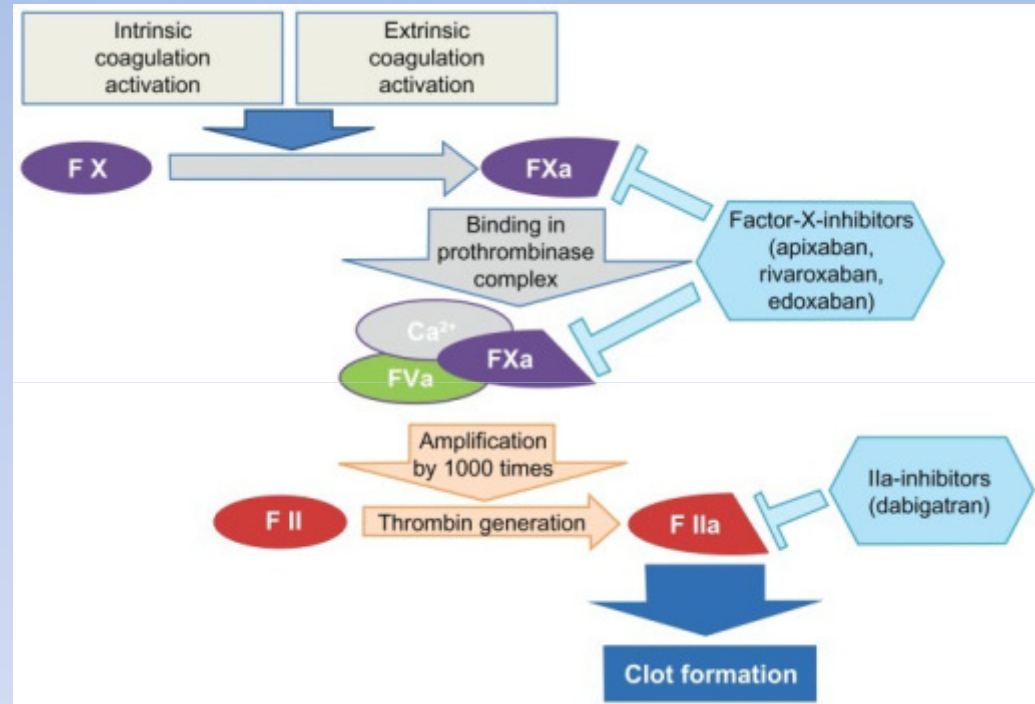 Intrinsic
coagulation
activation
Extrinsic
coagulation
activation
F X
FXa
Binding in
prothrombinase
complex
Factor-X-inhibitors
(apixaban,
rivaroxaban,
edoxaban)
Ca²⁺
FXa
FVa
Amplification
by 1000 times
F II
Thrombin generation
F IIa
IIa-inhibitors
(dabigatran)
Clot formation